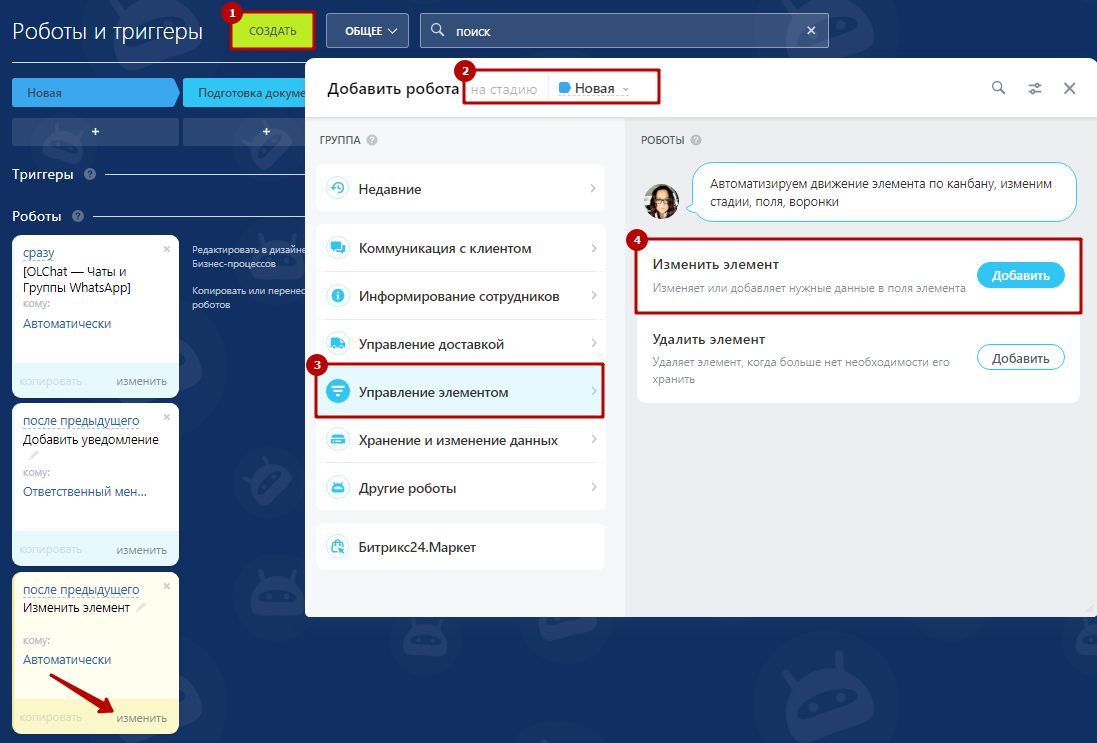 Роботы и триггеры
1
СОЗДАТЬ
ОБЩЕЕ
поиск
Новая
Подготовка докуме
+
+
Триггеры ?
Роботы ?
сразу
[OLChat — Чаты и
Группы WhatsApp]
кому:
Автоматически
копировать
изменить
Редактировать в дизайне
Бизнес-процессов
Копировать или перенес
роботов
после предыдущего
Добавить уведомление
кому:
Ответственный мен...
копировать
изменить
после предыдущего
Изменить элемент
кому:
Автоматически
копировать
изменить
Добавить робота
2
на стадию
Новая
ГРУППА ?
Недавние
Коммуникация с клиентом
Информирование сотрудников
Управление доставкой
3
Управление элементом
Хранение и изменение данных
Другие роботы
Битрикс24.Маркет
РОБОТЫ ?
Автоматизируем движение элемента по канбану, изменим
стадии, поля, воронки
4
Изменить элемент
Изменяет или добавляет нужные данные в поля элемента
Добавить
Удалить элемент
Удаляет элемент, когда больше нет необходимости его
хранить
Добавить